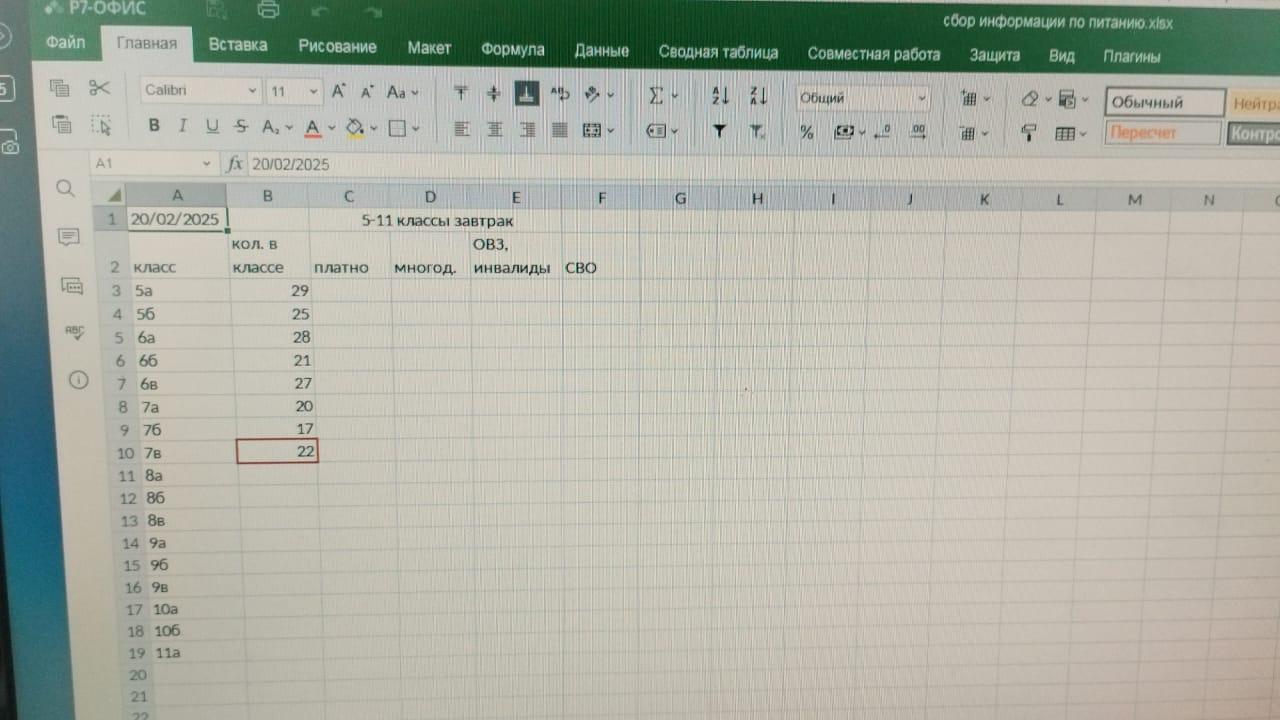 Р7-ОФИС
сбор информации по питанию.xlsx
Файл Главная Вставка Рисование Макет Формула Данные Сводная таблица Совместная работа Защита Вид Плагины
Calibri 11 Общий Обычный
Пересчет
A1 fx 20/02/2025
A B C D E F G H I J K L M N
1 20/02/2025 5-11 классы завтрак
кол. в ОВЗ,
2 класс классе платно многод. инвалиды СВО
3 5а 29
4 5б 25
5 6а 28
6 6б 21
7 6в 27
8 7а 20
9 7б 17
10 7в 22
11 8а
12 8б
13 8в
14 9а
15 9б
16 9в
17 10а
18 10б
19 11а
20
21
22